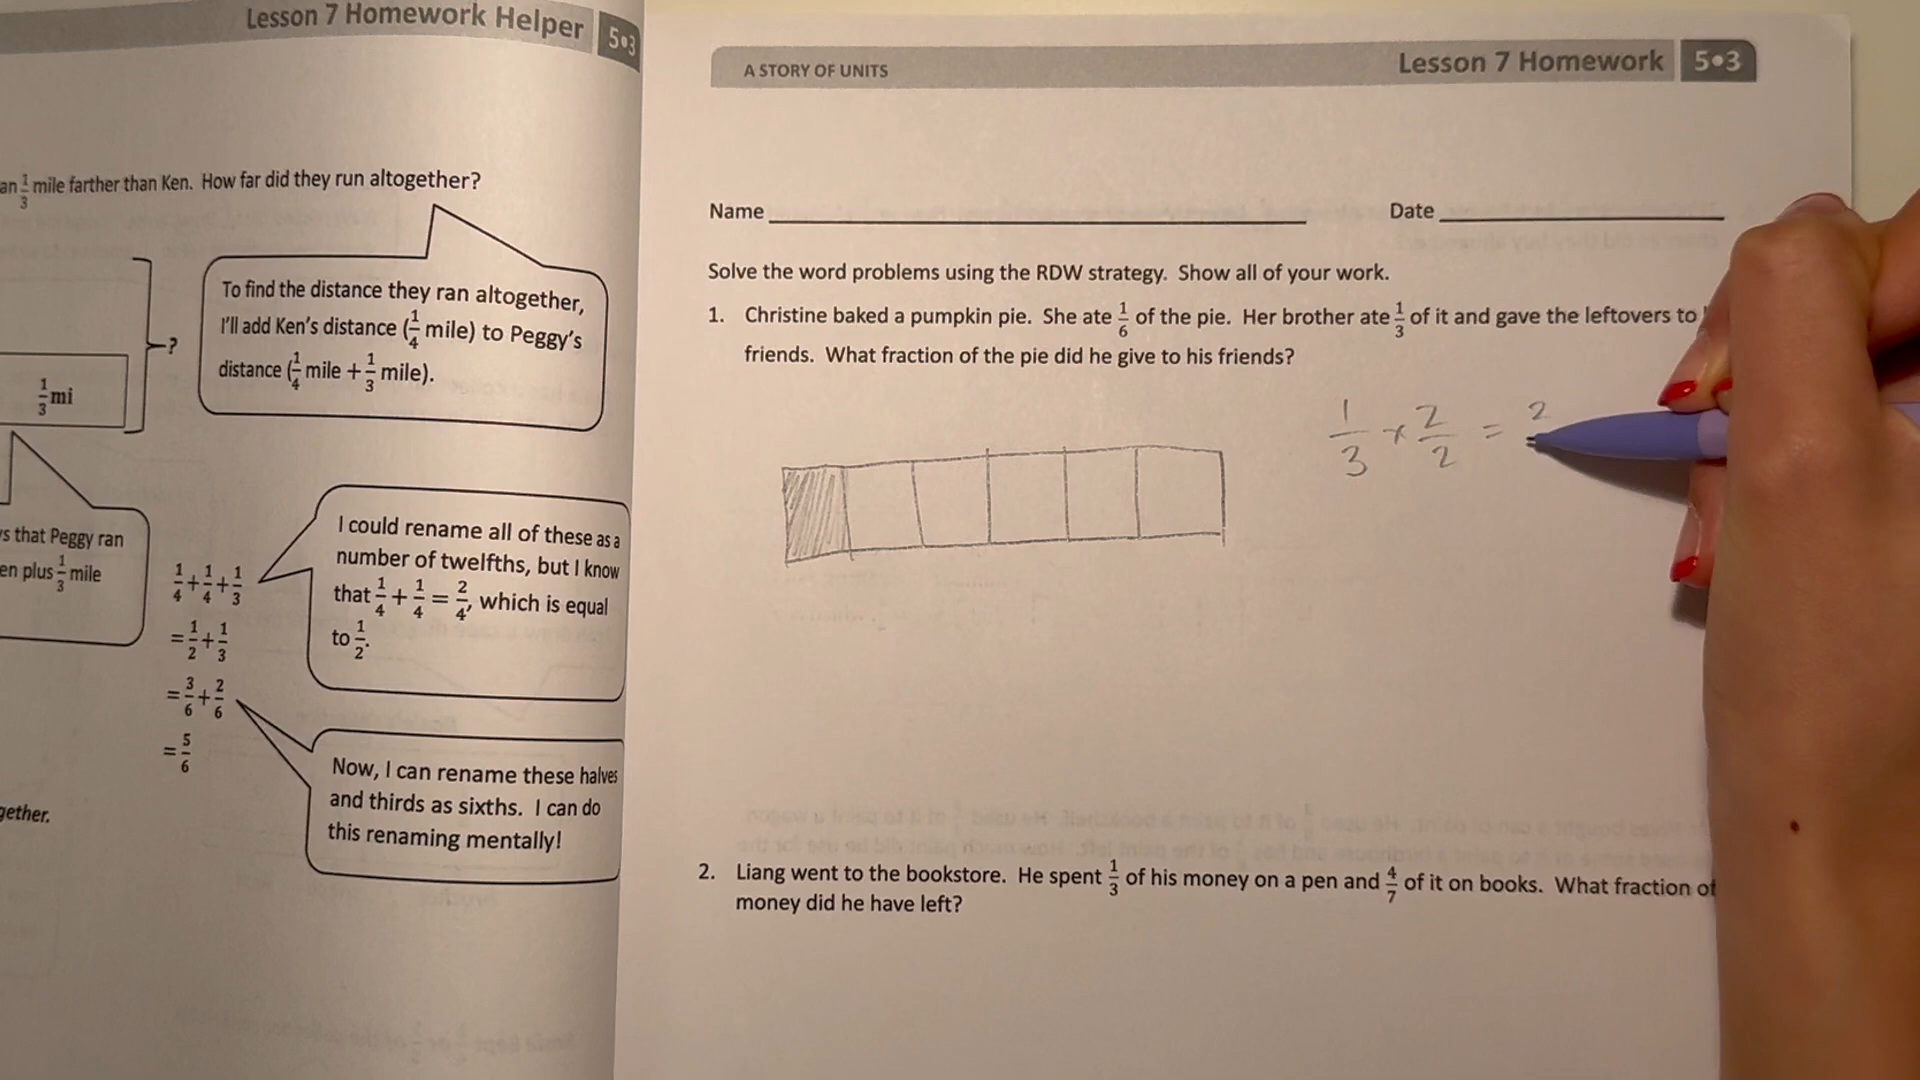 Lesson 7 Homework Helper 5•3
an 1/3 mile farther than Ken. How far did they run altogether?
To find the distance they ran altogether,
I'll add Ken's distance (1/4 mile) to Peggy's
distance (1/4 mile + 1/3 mile).
?
1/3 mi
s that Peggy ran
en plus 1/3 mile
1/4 + 1/4 + 1/3
= 1/2 + 1/3
= 3/6 + 2/6
= 5/6
I could rename all of these as a
number of twelfths, but I know
that 1/4 + 1/4 = 2/4, which is equal
to 1/2.
Now, I can rename these halves
and thirds as sixths. I can do
this renaming mentally!
gether.
A STORY OF UNITS
Lesson 7 Homework 5•3
Name Date
Solve the word problems using the RDW strategy. Show all of your work.
1. Christine baked a pumpkin pie. She ate 1/6 of the pie. Her brother ate 1/3 of it and gave the leftovers to
friends. What fraction of the pie did he give to his friends?
1/3 × 2/2 = 2
2. Liang went to the bookstore. He spent 1/3 of his money on a pen and 4/7 of it on books. What fraction of
money did he have left?